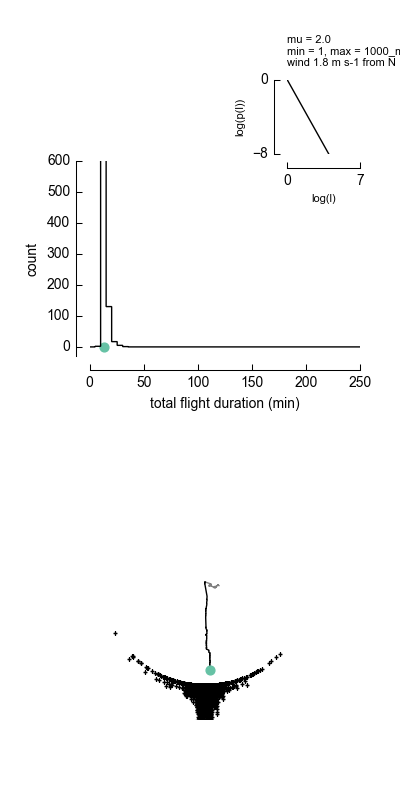 mu = 2.0
min = 1, max = 1000_m
wind 1.8 m s-1 from N
0
log(p(l))
−8
0 7
log(l)
600
500
400
300
200
100
0
count
0 50 100 150 200 250
total flight duration (min)